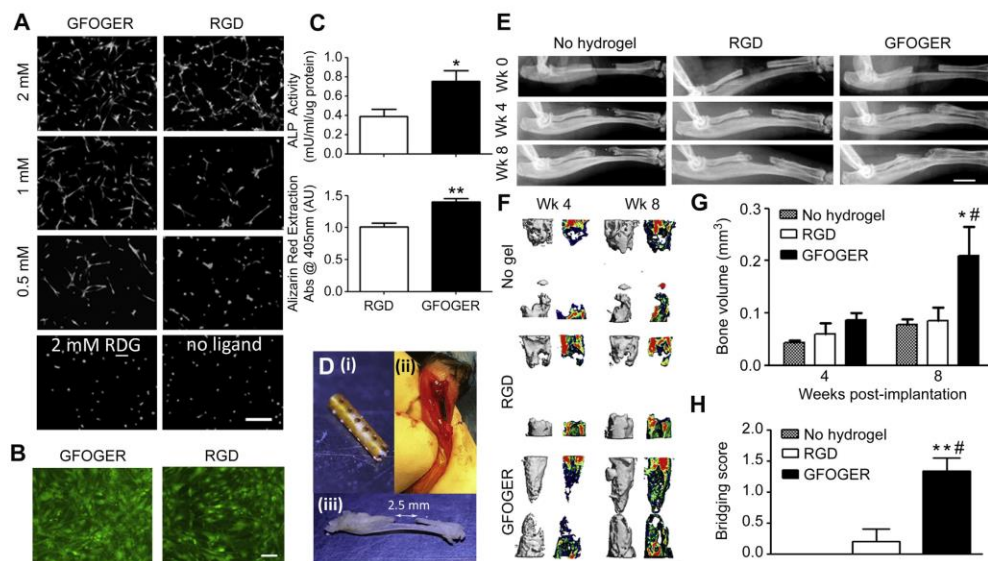 A
GFOGER
RGD
2 mM
1 mM
0.5 mM
2 mM RDG
no ligand
B
GFOGER
RGD
C
ALP Activity
(mU/ml/ug protein)
1.0
0.8
0.6
0.4
0.2
0.0
*
Alizarin Red Extraction
Abs @ 405nm (AU)
1.5
1.0
0.5
0.0
**
RGD
GFOGER
D (i)
(ii)
(iii)
2.5 mm
E
No hydrogel
RGD
GFOGER
Wk 0
Wk 4
Wk 8
F
Wk 4
Wk 8
No gel
RGD
GFOGER
G
No hydrogel
RGD
GFOGER
Bone volume (mm³)
0.3
0.2
0.1
0.0
* #
4
8
Weeks post-implantation
H
No hydrogel
RGD
GFOGER
Bridging score
2.0
1.5
1.0
0.5
0.0
**#